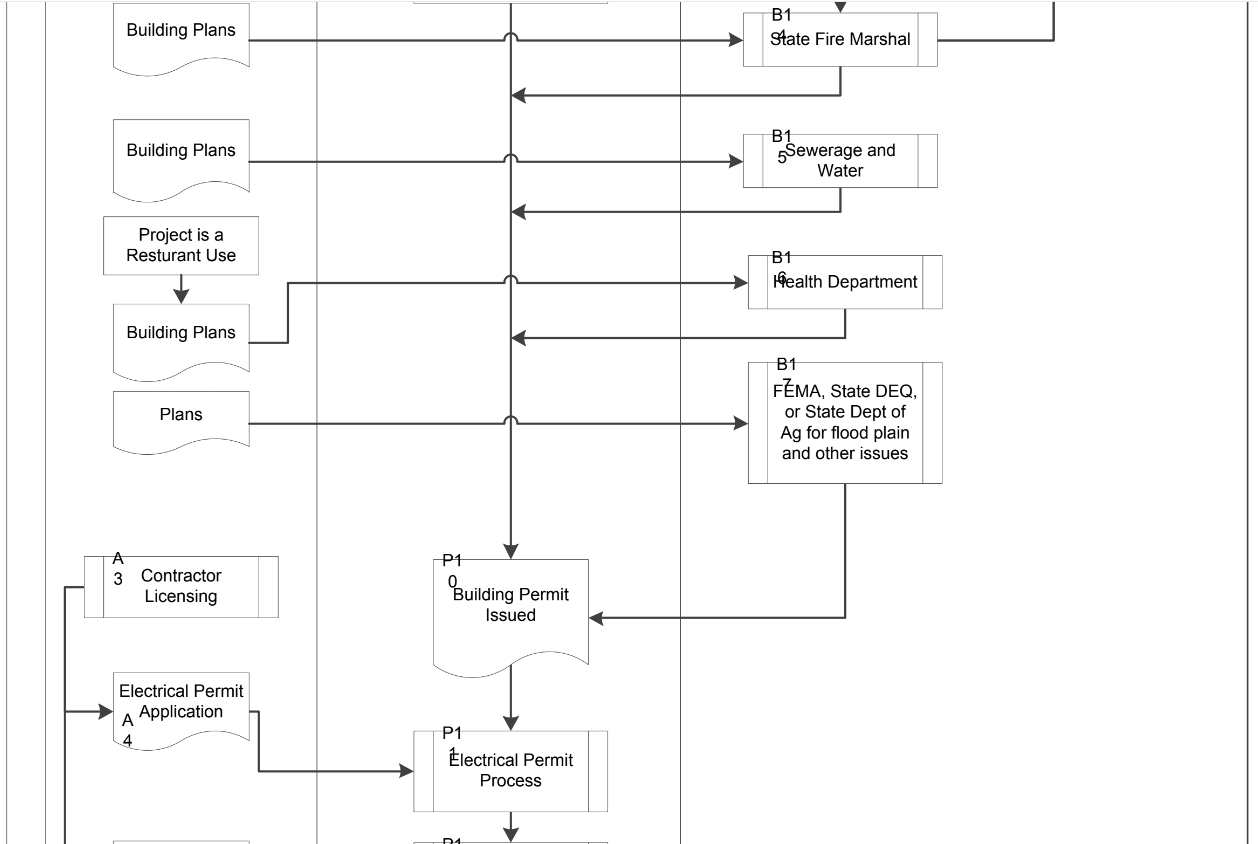 Building Plans
B1
4
State Fire Marshal
Building Plans
B1
5
Sewerage and
Water
Project is a
Resturant Use
B1
6
Health Department
Building Plans
B1
7
FEMA, State DEQ,
or State Dept of
Ag for flood plain
and other issues
Plans
A
3
Contractor
Licensing
P1
0
Building Permit
Issued
Electrical Permit
Application
A
4
P1
1
Electrical Permit
Process
P1